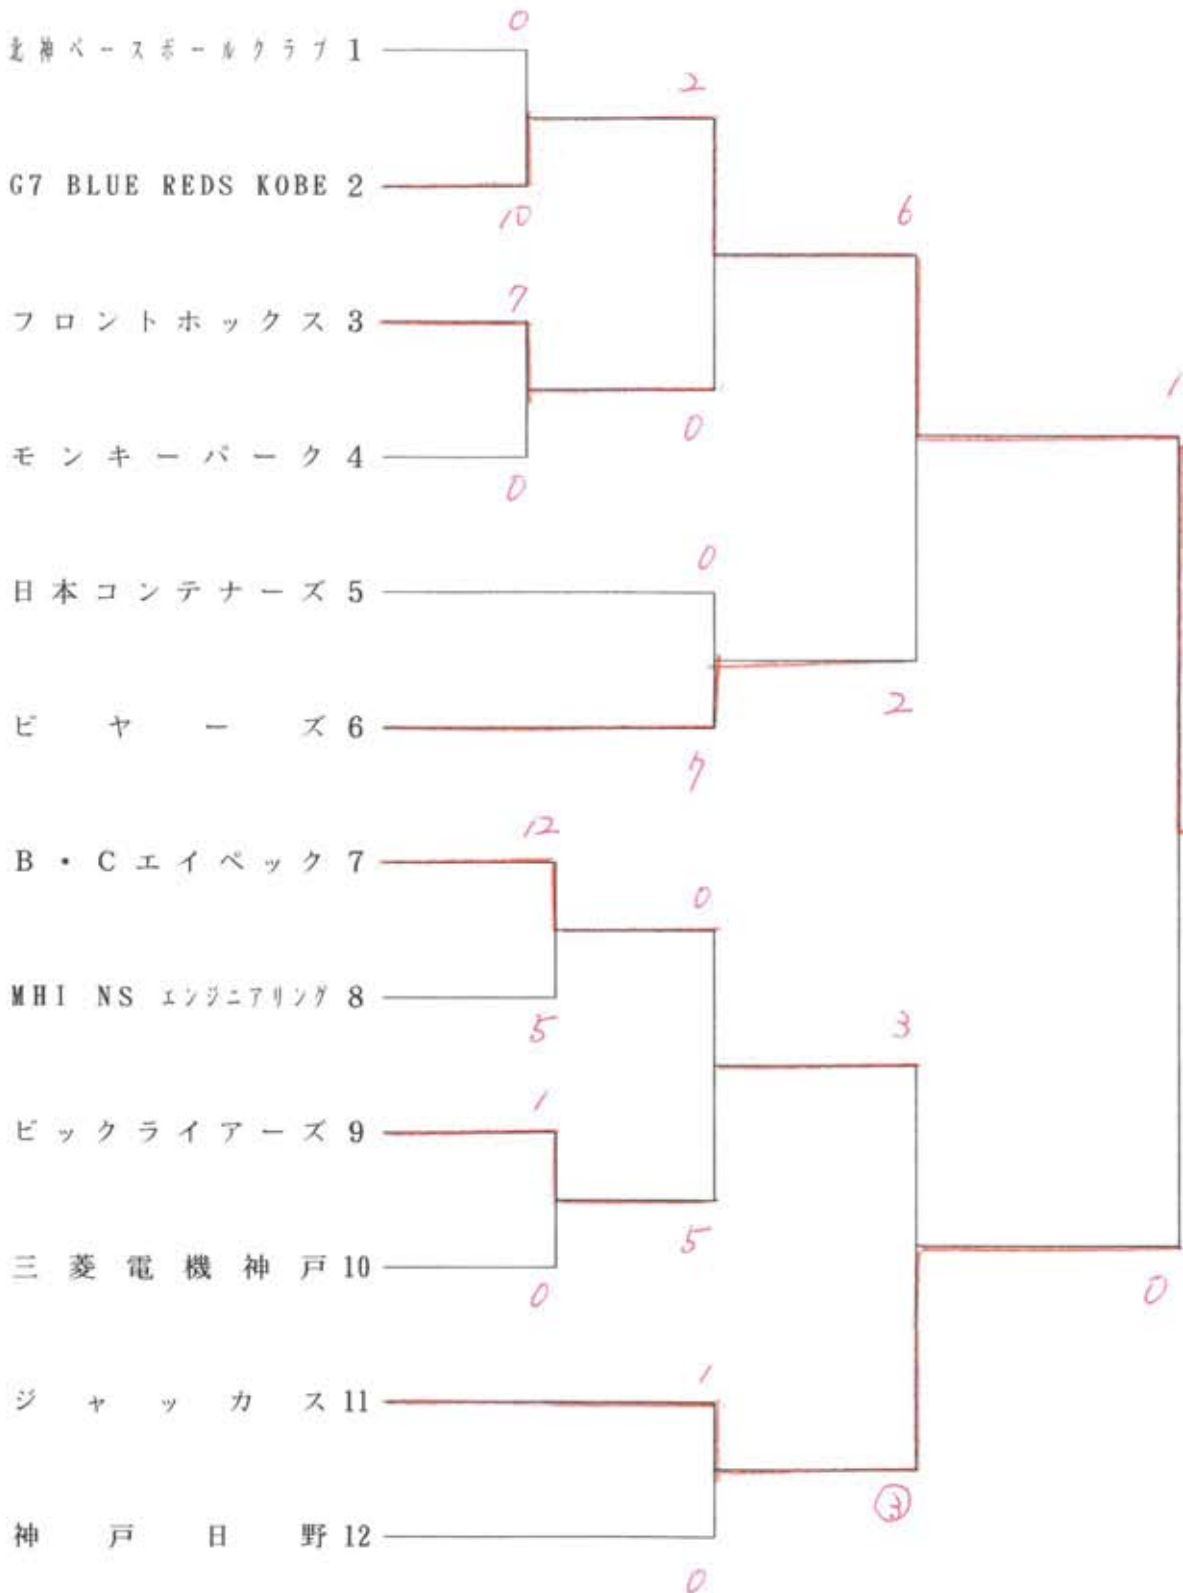 0
北神ベースボールクラブ 1
2
G7 BLUE REDS KOBE 2
10
6
7
フロントホックス 3
1
0
モンキーパーク 4
0
0
日本コンテナーズ 5
2
ビヤーズ 6
7
12
B・Cエイペック 7
0
MHI NS エンジニアリング 8
5
3
1
ビックライアーズ 9
5
三菱電機神戸 10
0
0
1
ジャッカス 11
③
神戸日野 12
0